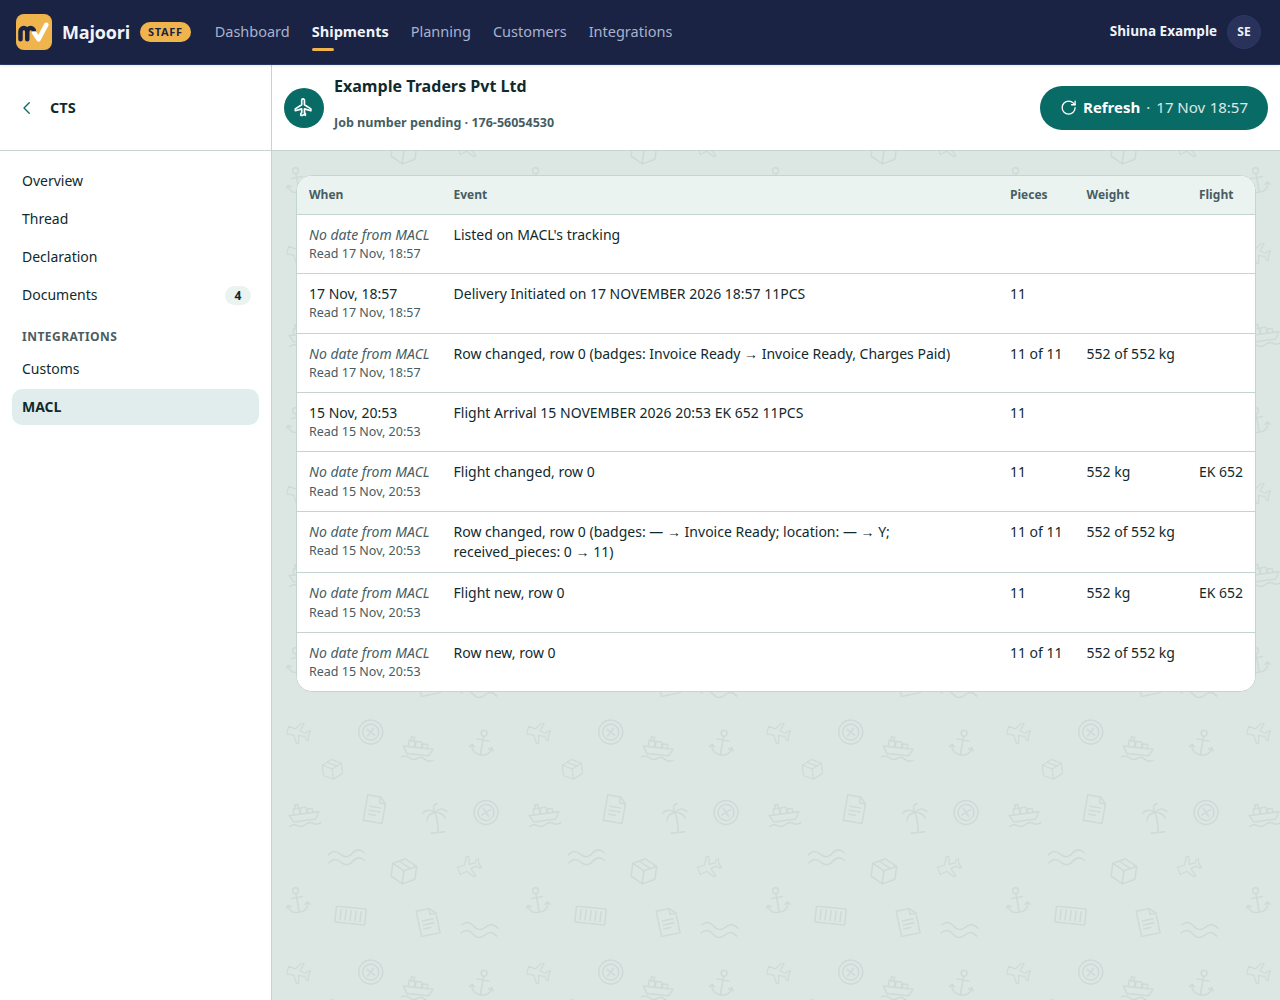 Majoori STAFF Dashboard Shipments Planning Customers Integrations Shiuna Example SE
CTS
Example Traders Pvt Ltd
Job number pending · 176-56054530
Refresh · 17 Nov 18:57
Overview
Thread
Declaration
Documents 4
INTEGRATIONS
Customs
MACL
When Event Pieces Weight Flight
No date from MACL Listed on MACL's tracking
Read 17 Nov, 18:57
17 Nov, 18:57 Delivery Initiated on 17 NOVEMBER 2026 18:57 11PCS 11
Read 17 Nov, 18:57
No date from MACL Row changed, row 0 (badges: Invoice Ready → Invoice Ready, Charges Paid) 11 of 11 552 of 552 kg
Read 17 Nov, 18:57
15 Nov, 20:53 Flight Arrival 15 NOVEMBER 2026 20:53 EK 652 11PCS 11
Read 15 Nov, 20:53
No date from MACL Flight changed, row 0 11 552 kg EK 652
Read 15 Nov, 20:53
No date from MACL Row changed, row 0 (badges: — → Invoice Ready; location: — → Y; 11 of 11 552 of 552 kg
Read 15 Nov, 20:53 received_pieces: 0 → 11)
No date from MACL Flight new, row 0 11 552 kg EK 652
Read 15 Nov, 20:53
No date from MACL Row new, row 0 11 of 11 552 of 552 kg
Read 15 Nov, 20:53